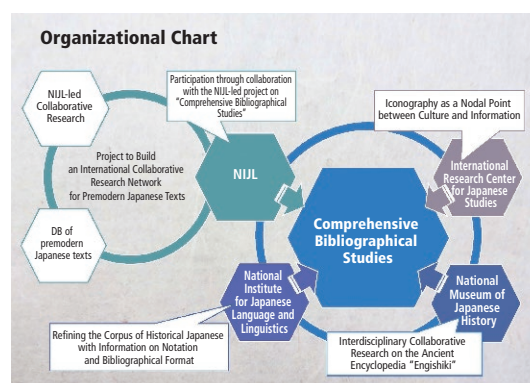 Organizational Chart
NIJL-led
Collaborative
Research
Participation through collaboration
with the NIJL-led project on
"Comprehensive Bibliographical
Studies"
Iconography as a Nodal Point
between Culture and Information
Project to Build
an International Collaborative
Research Network
for Premodern Japanese Texts
NIJL
International
Research Center
for Japanese
Studies
DB of
premodern
Japanese texts
Comprehensive
Bibliographical
Studies
National
Institute
for Japanese
Language and
Linguistics
National
Museum of
Japanese
History
Refining the Corpus of Historical Japanese
with Information on Notation
and Bibliographical Format
Interdisciplinary Collaborative
Research on the Ancient
Encyclopedia "Engishiki"